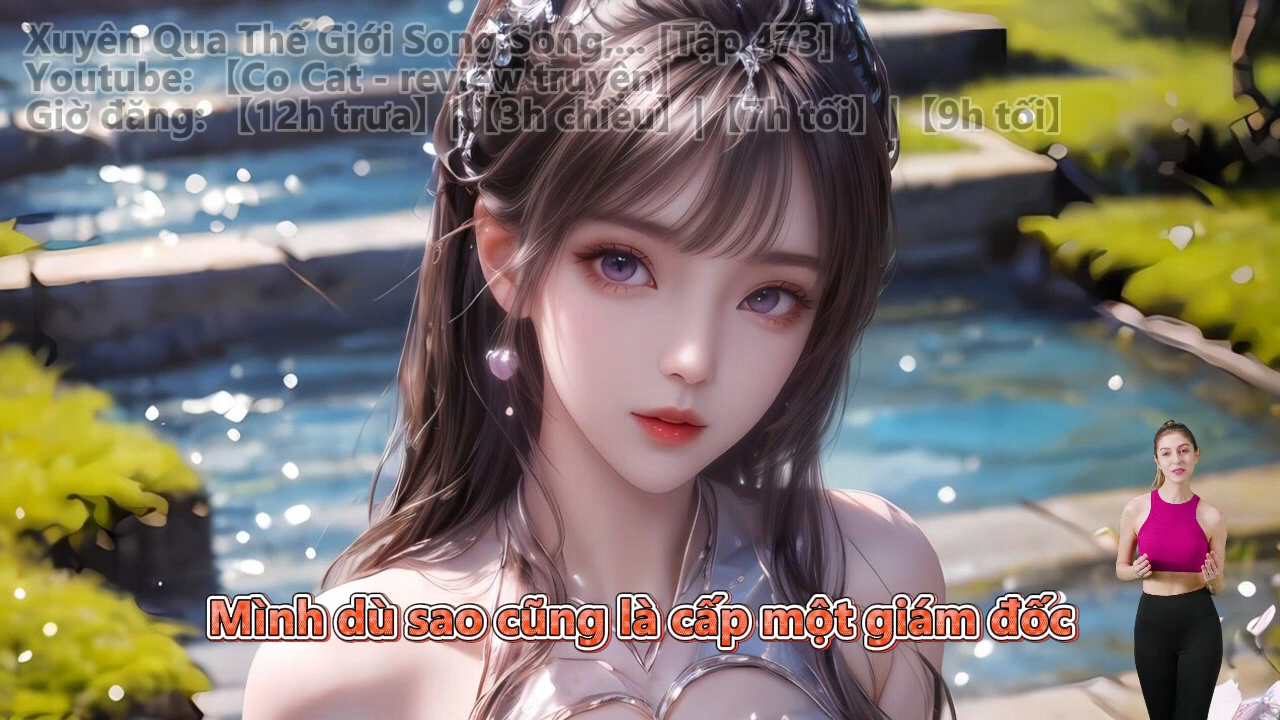 Xuyên Qua Thế Giới Song Song,... [Tập 173]
Youtube: 【Co Cat - review truyện】
Giờ đăng: 【12h trưa】 | 【3h chiều】 | 【7h tối】 | 【9h tối】
Mình dù sao cũng là cấp một giám đốc